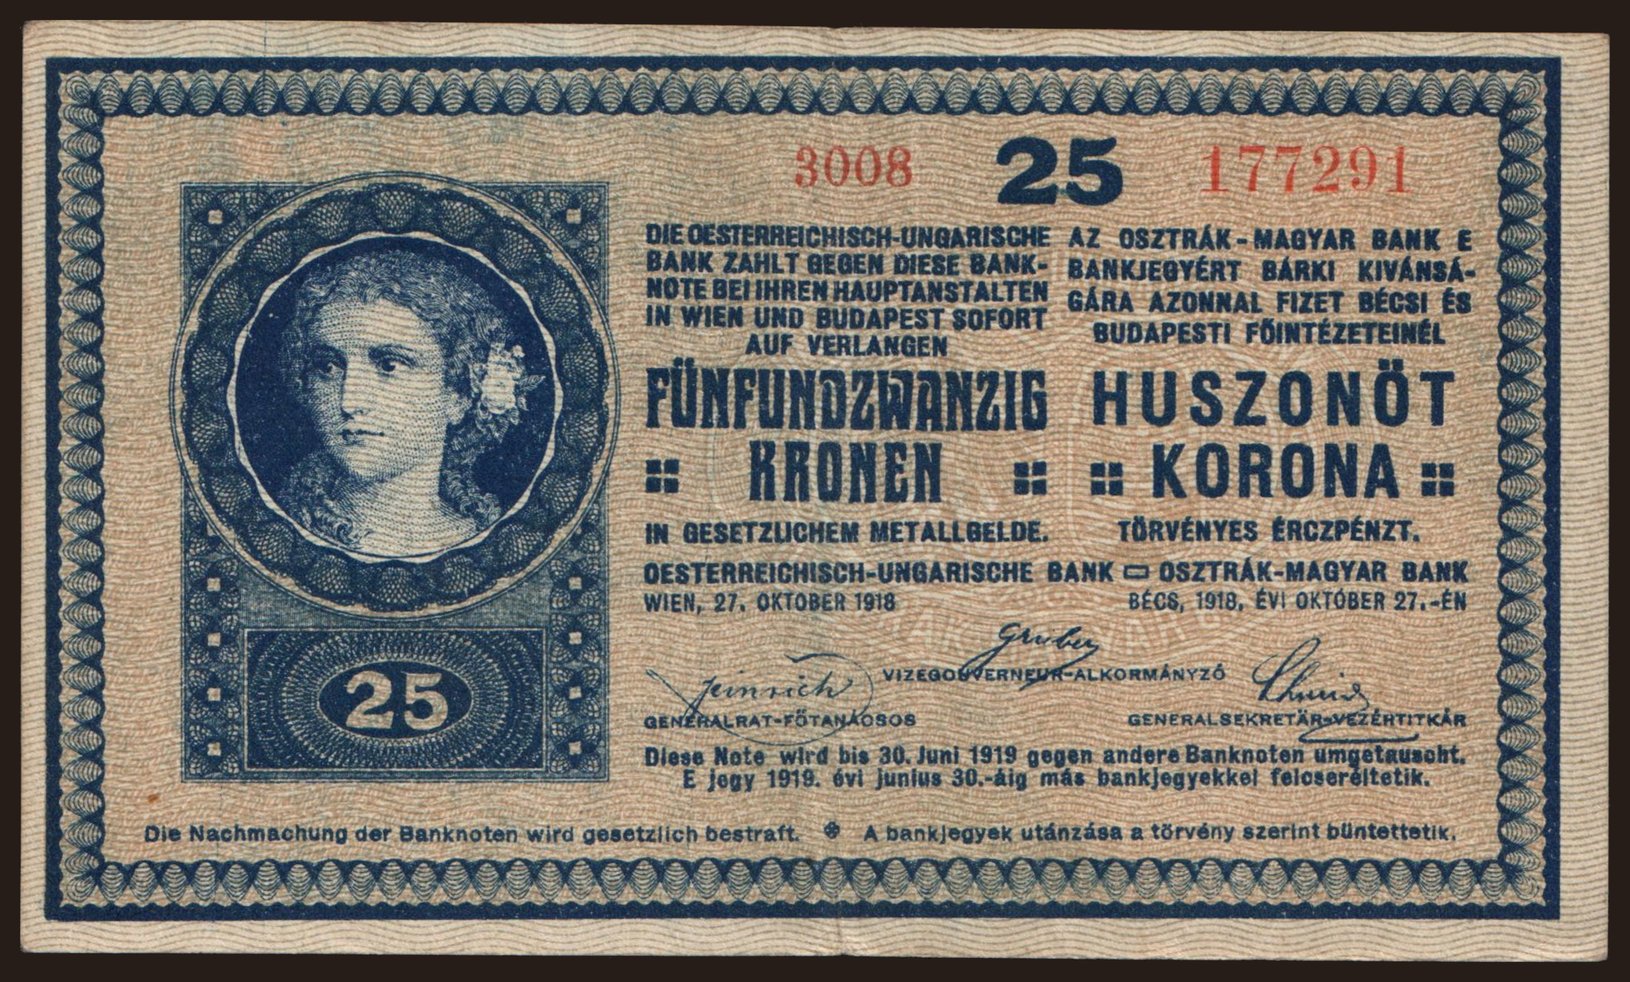 3008 25 177291
DIE OESTERREICHISCH-UNGARISCHE
BANK ZAHLT GEGEN DIESE BANK-
NOTE BEI IHREN HAUPTANSTALTEN
IN WIEN UND BUDAPEST SOFORT
AUF VERLANGEN
FÜNFUNDZWANZIG
KRONEN
IN GESETZLICHEM METALLGELDE.
AZ OSZTRÁK-MAGYAR BANK E
BANKJEGYÉRT BÁRKI KIVÁNSÁ-
GÁRA AZONNAL FIZET BÉCSI ÉS
BUDAPESTI FŐINTÉZETEINÉL
HUSZONÖT
KORONA
TÖRVÉNYES ÉRCZPÉNZT.
OESTERREICHISCH-UNGARISCHE BANK OSZTRÁK-MAGYAR BANK
WIEN, 27. OKTOBER 1918 BÉCS, 1918. ÉVI OKTÓBER 27.-ÉN
Gruber
VIZEGOUVERNEUR-ALKORMÁNYZÓ
GENERALRAT-FŐTANÁCSOS
GENERALSEKRETÄR-VEZÉRTITKÁR
25
Diese Note wird bis 30. Juni 1919 gegen andere Banknoten umgetauscht.
E jegy 1919. évi junius 30.-áig más bankjegyekkel felcseréltetik.
Die Nachmachung der Banknoten wird gesetzlich bestraft. A bankjegyek utánzása a törvény szerint büntettetik.